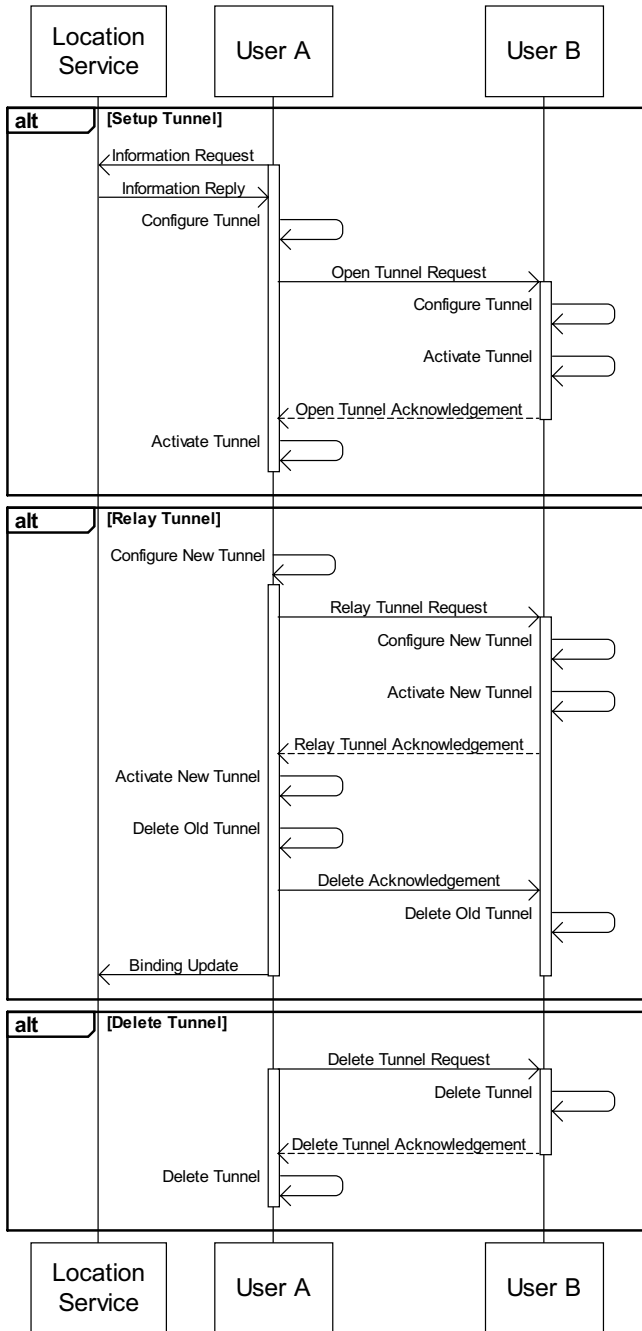 Location
Service
User A
User B
alt
[Setup Tunnel]
Information Request
Information Reply
Configure Tunnel
Open Tunnel Request
Configure Tunnel
Activate Tunnel
Open Tunnel Acknowledgement
Activate Tunnel
alt
[Relay Tunnel]
Configure New Tunnel
Relay Tunnel Request
Configure New Tunnel
Activate New Tunnel
Relay Tunnel Acknowledgement
Activate New Tunnel
Delete Old Tunnel
Delete Acknowledgement
Delete Old Tunnel
Binding Update
alt
[Delete Tunnel]
Delete Tunnel Request
Delete Tunnel
Delete Tunnel Acknowledgement
Delete Tunnel
Location
Service
User A
User B